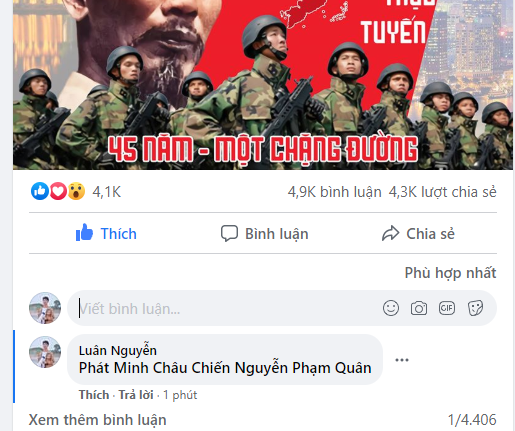 TUYẾN
45 NĂM - MỘT CHẶNG ĐƯỜNG
4,1K
4,9K bình luận 4,3K lượt chia sẻ
Thích
Bình luận
Chia sẻ
Phù hợp nhất
Viết bình luận...
GIF
Luân Nguyễn
Phát Minh Châu Chiến Nguyễn Phạm Quân
Thích · Trả lời · 1 phút
Xem thêm bình luận
1/4.406